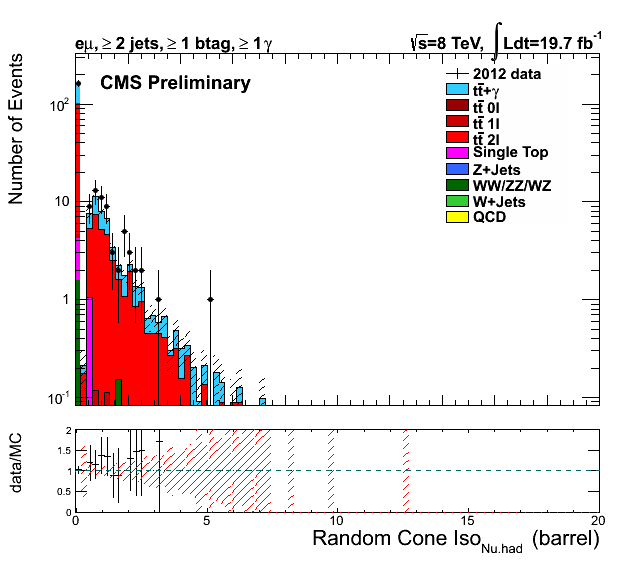 eμ, ≥ 2 jets, ≥ 1 btag, ≥ 1 γ
√s=8 TeV, ∫Ldt=19.7 fb⁻¹
CMS Preliminary
2012 data
tt̄+γ
tt̄ 0l
tt̄ 1l
tt̄ 2l
Single Top
Z+Jets
WW/ZZ/WZ
W+Jets
QCD
Number of Events
10²
10
1
10⁻¹
data/MC
2
1.5
1
0.5
0
0 5 10 15 20
Random Cone Iso_Nu.had (barrel)